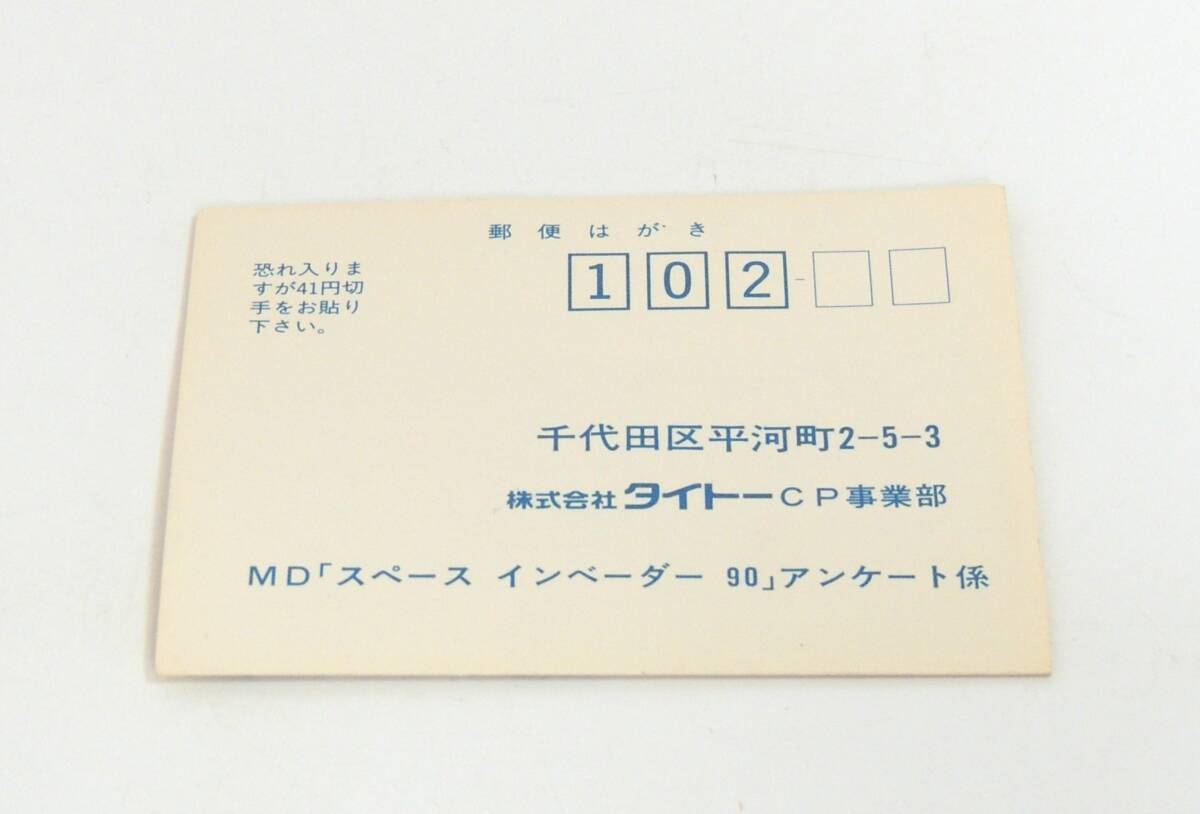 郵便はがき
恐れ入りま
すが41円切
手をお貼り
下さい。
102-
千代田区平河町2-5-3
株式会社 タイトーCP事業部
MD「スペース インベーダー 90」アンケート係